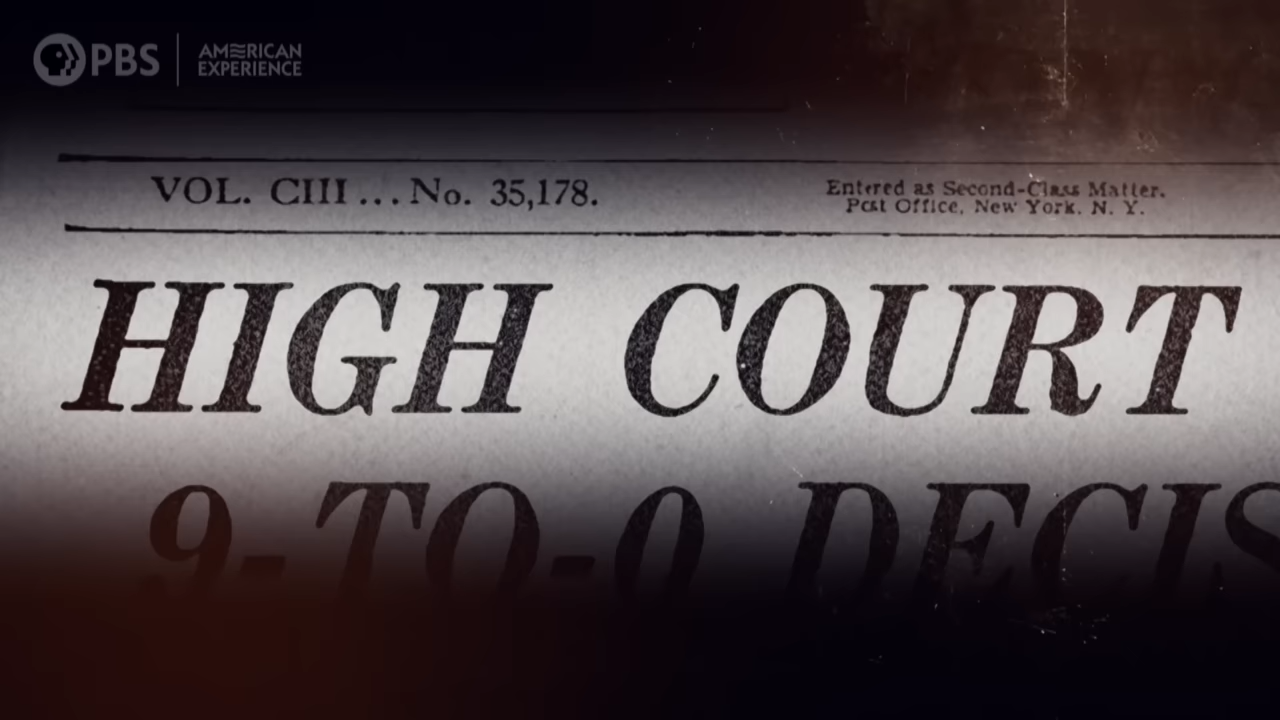 PBS
AMERICAN
EXPERIENCE
VOL. CIII...No. 35,178.
Entered as Second-Class Matter.
Post Office, New York, N. Y.
HIGH COURT
9-TO-0 DECIS